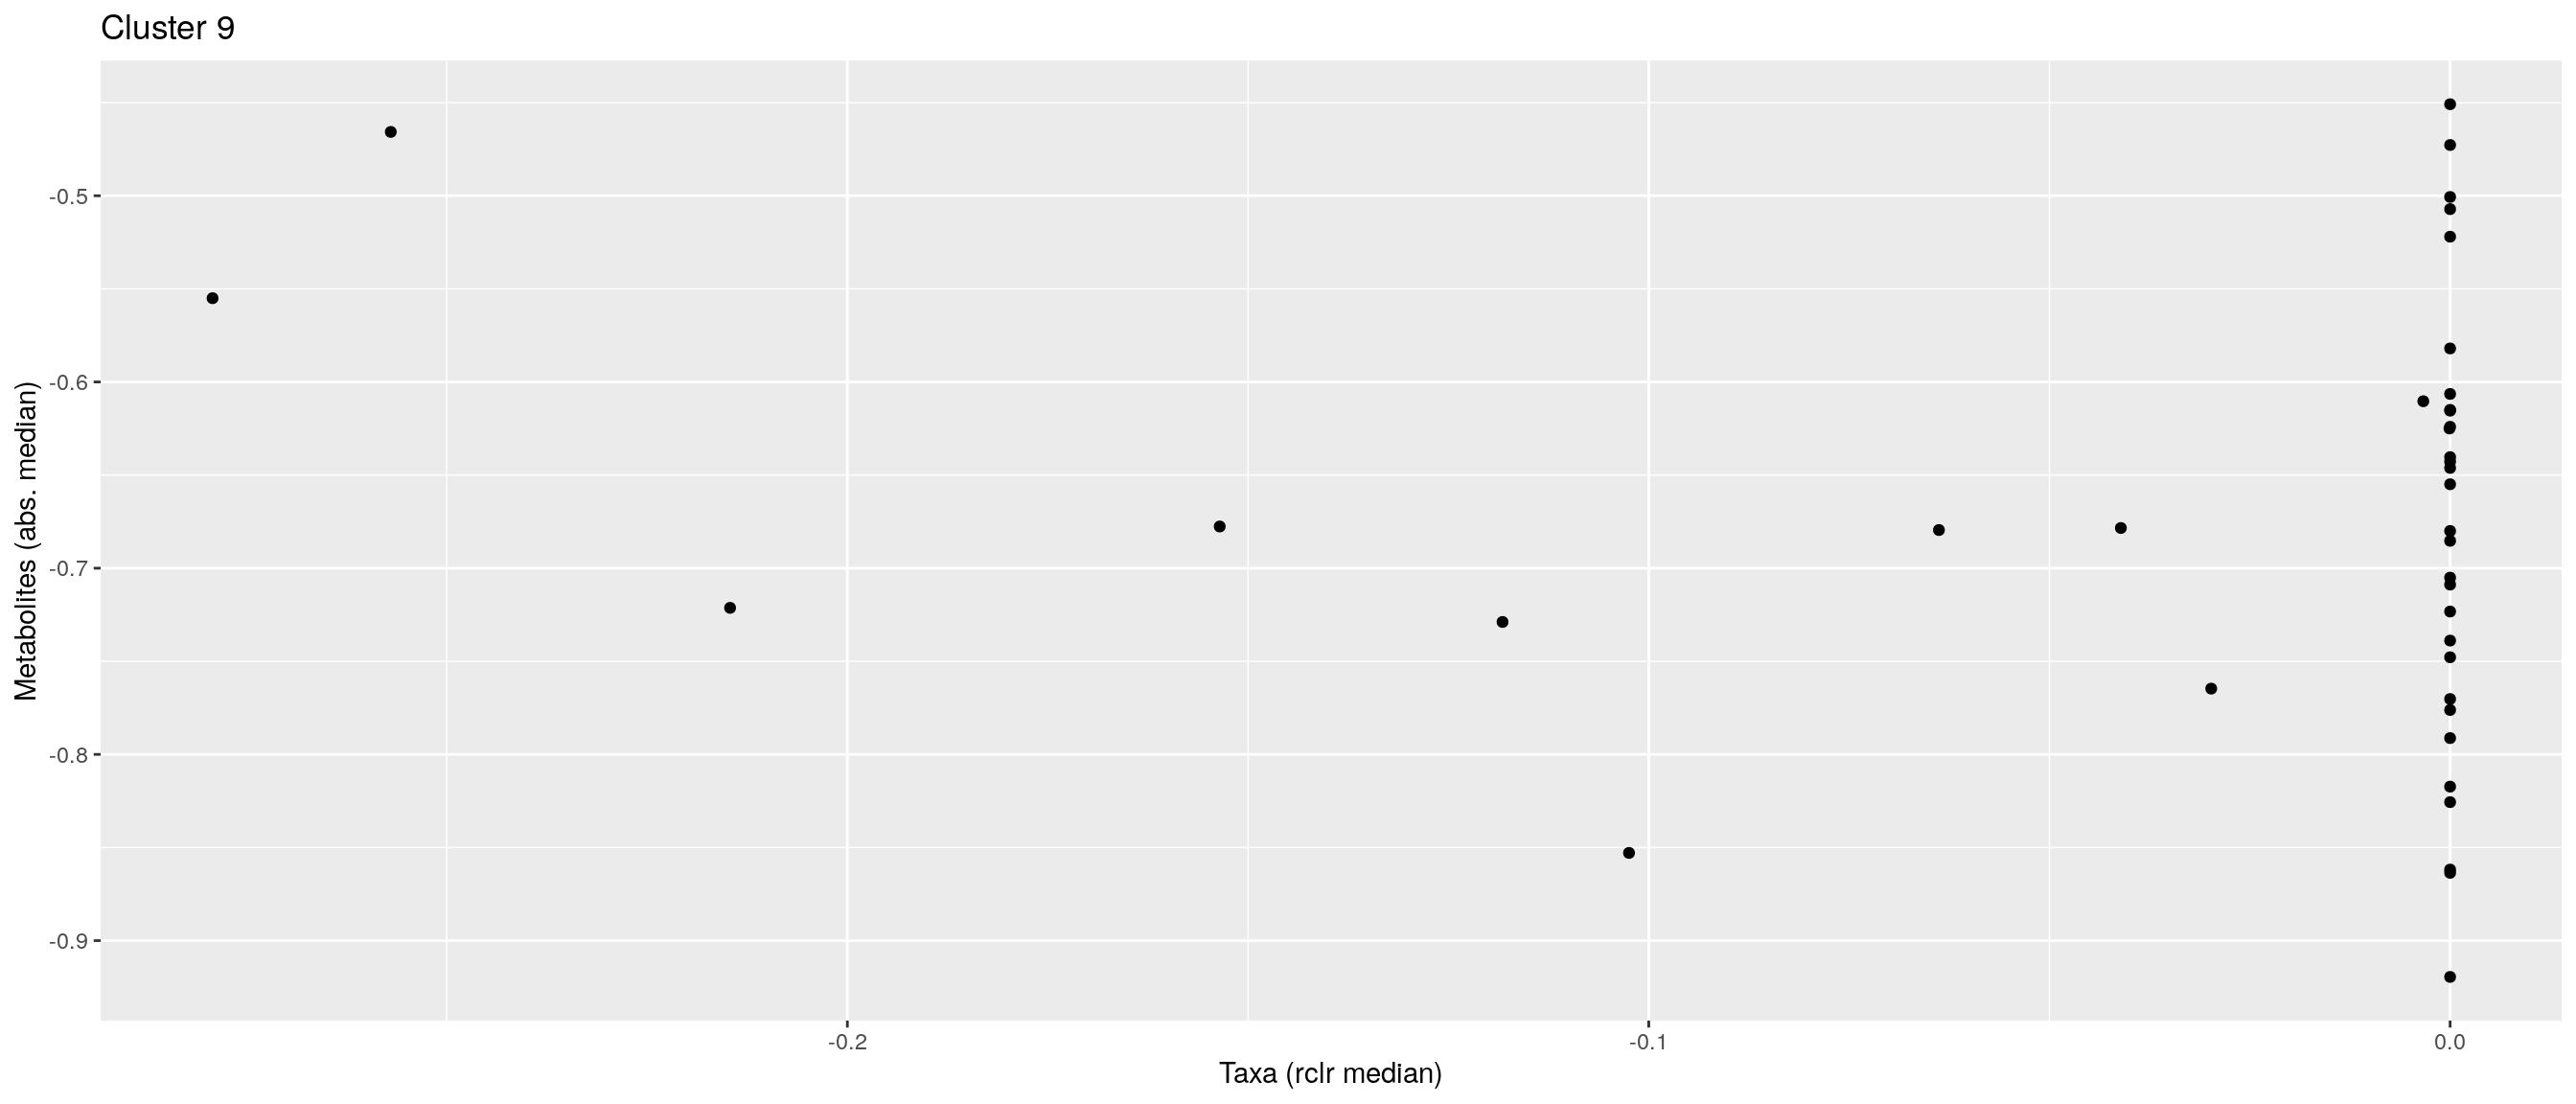 Cluster 9
Metabolites (abs. median)
-0.5
-0.6
-0.7
-0.8
-0.9
-0.2
-0.1
0.0
Taxa (rclr median)